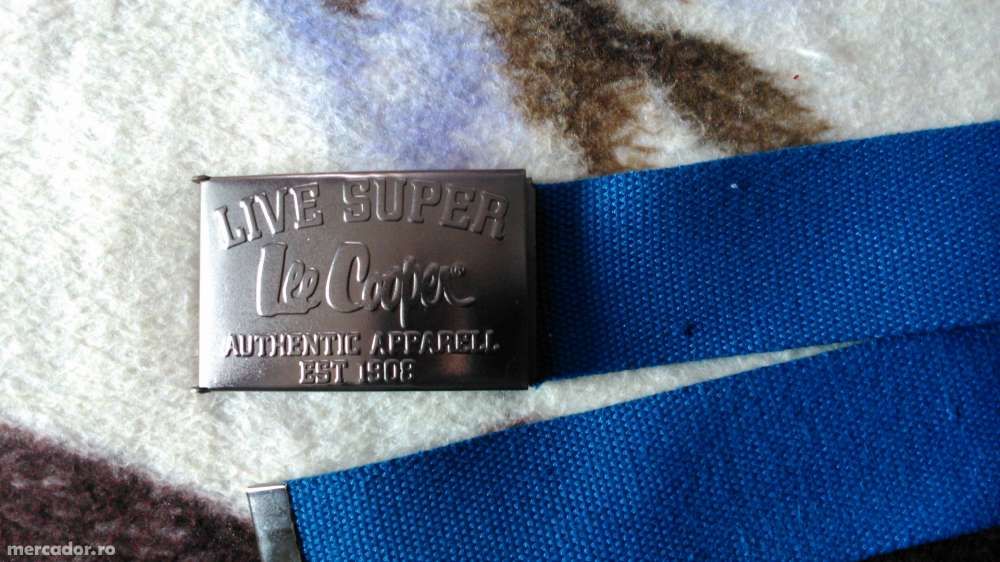 LIVE SUPER
Lee Cooper®
AUTHENTIC APPARELL
EST 1908
mercador.ro